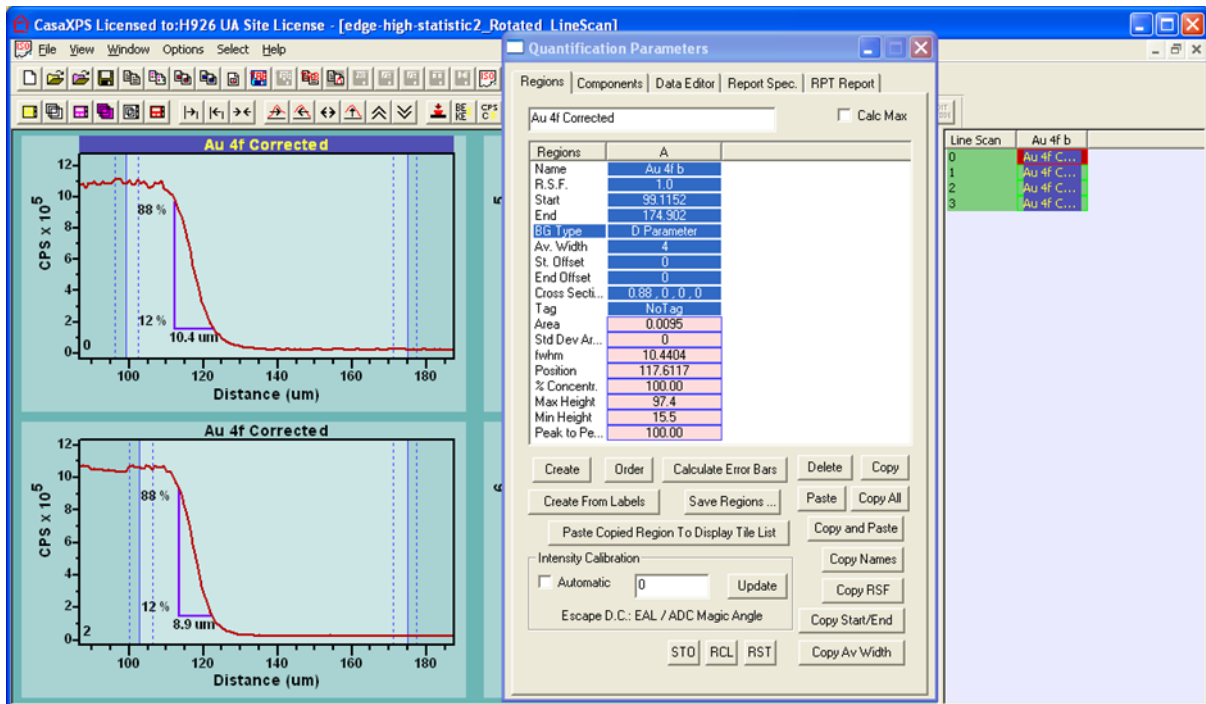 CasaXPS Licensed to:H926 UA Site License - [edge-high-statistic2_Rotated_LineScan]
File View Window Options Select Help
Quantification Parameters
Regions Components Data Editor Report Spec. RPT Report
Au 4f Corrected
Calc Max
Regions A
Name Au 4f b
R.S.F. 1.0
Start 99.1152
End 174.902
BG Type D Parameter
Av. Width 4
St. Offset 0
End Offset 0
Cross Secti... 0.88 , 0 , 0 , 0
Tag NoTag
Area 0.0095
Std Dev Ar... 0
fwhm 10.4404
Position 117.6117
% Concentr. 100.00
Max Height 97.4
Min Height 15.5
Peak to Pe... 100.00
Create Order Calculate Error Bars Delete Copy
Create From Labels Save Regions ... Paste Copy All
Paste Copied Region To Display Tile List Copy and Paste
Intensity Calibration
Copy Names
Automatic 0 Update
Copy RSF
Escape D.C.: EAL / ADC Magic Angle
Copy Start/End
STO RCL RST Copy Av Width
ISO
BE
KE
CPS
C
Au 4f Corrected
CPS x 10^5
12
10
8
6
4
2
0
88 %
12 %
10.4 um
0
100 120 140 160 180
Distance (um)
Au 4f Corrected
CPS x 10^5
12
10
8
6
4
2
0
88 %
12 %
8.9 um
2
100 120 140 160 180
Distance (um)
Line Scan Au 4f b
0 Au 4f C...
1 Au 4f C...
2 Au 4f C...
3 Au 4f C...